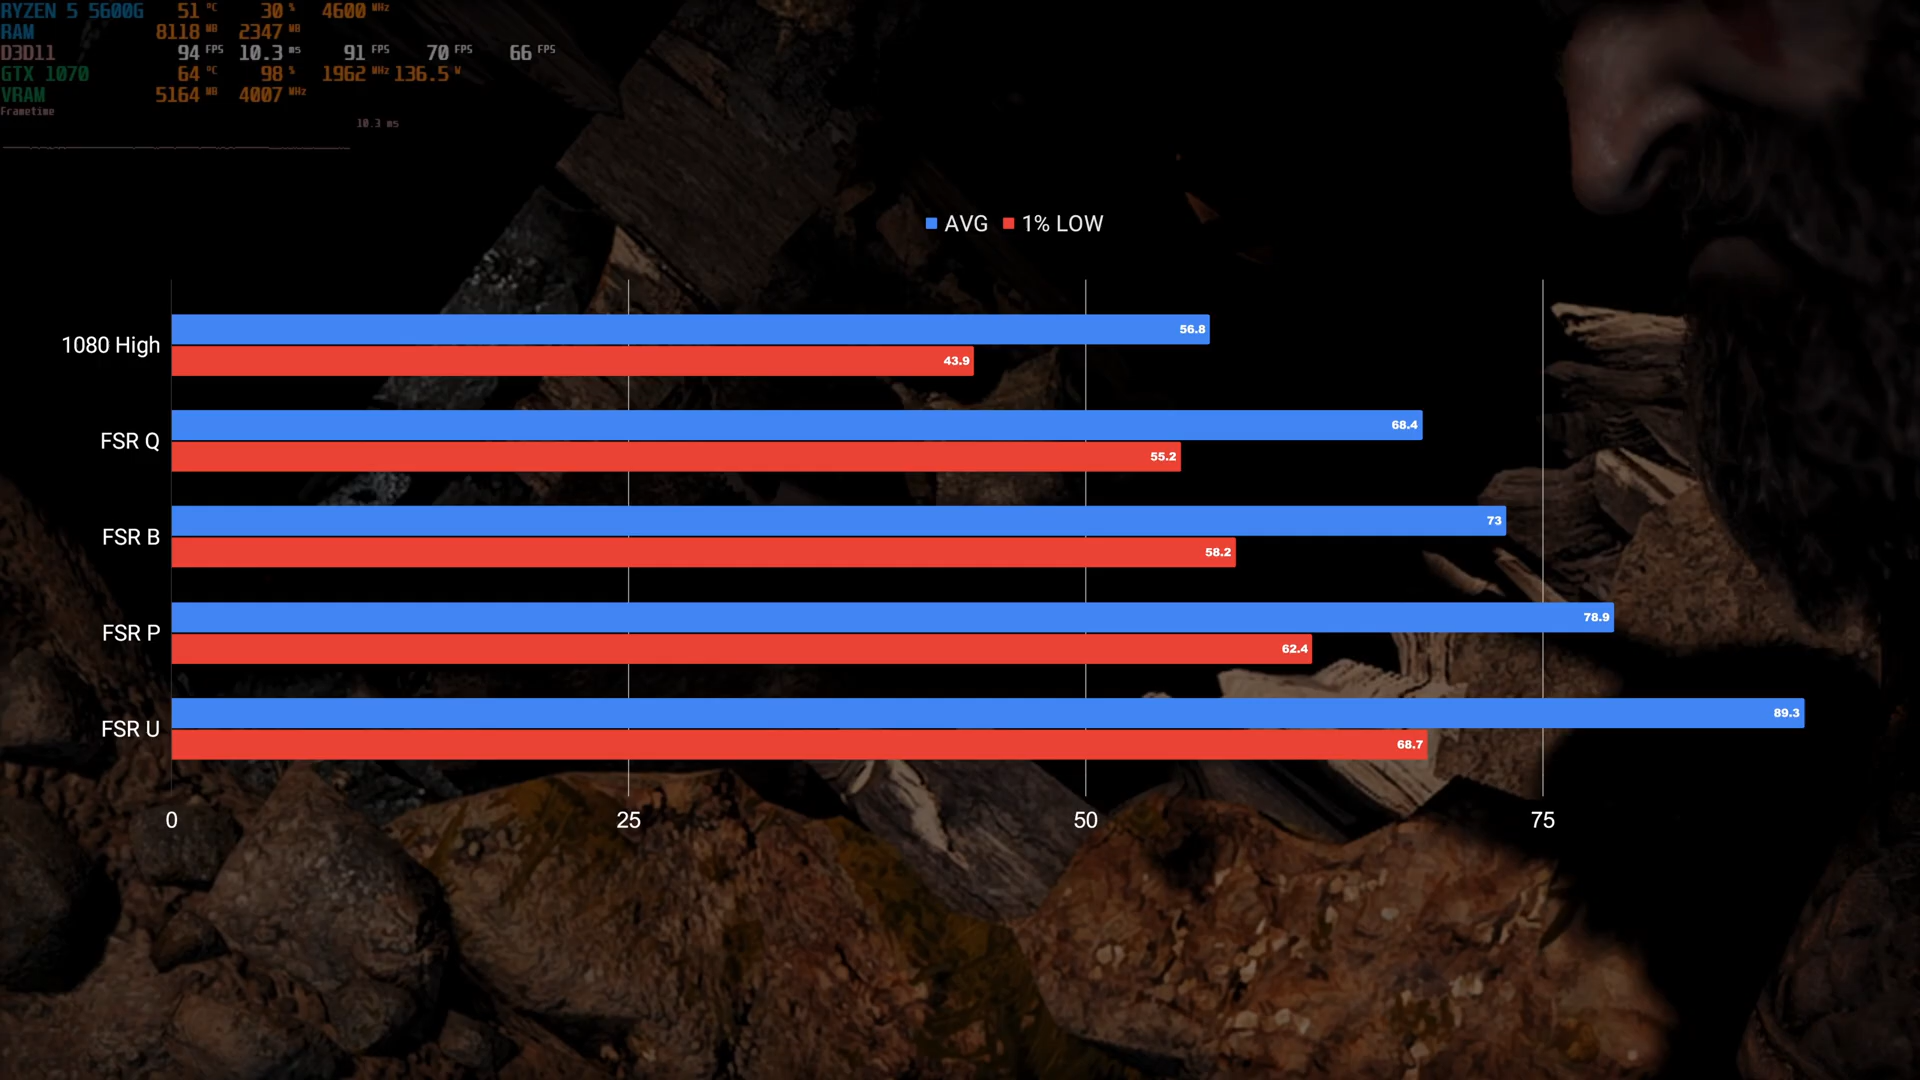 RYZEN 5 5600G 51 °C 30 % 4600 MHz
RAM 8118 MB 2347 MB
D3D11 94 FPS 10.3 ms 91 FPS 70 FPS 66 FPS
GTX 1070 64 °C 98 % 1962 MHz 136.5 W
VRAM 5164 MB 4007 MHz
Frametime
10.3 ms
AVG 1% LOW
1080 High 56.8
43.9
FSR Q 68.4
55.2
FSR B 73
58.2
FSR P 78.9
62.4
FSR U 89.3
68.7
0 25 50 75